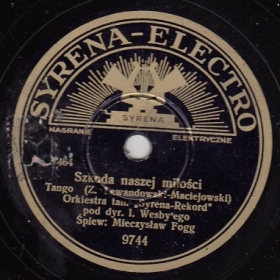 SYRENA-ELECTRO
SYRENA
NAGRANIE ELEKTRYCZNE
Szkoda naszej miłości
Tango (Z. Lewandowski-Maciejowski)
Orkiestra tan. „Syrena-Rekord”
pod dyr. I. Wesby'ego
Śpiew: Mieczysław Fogg
9744